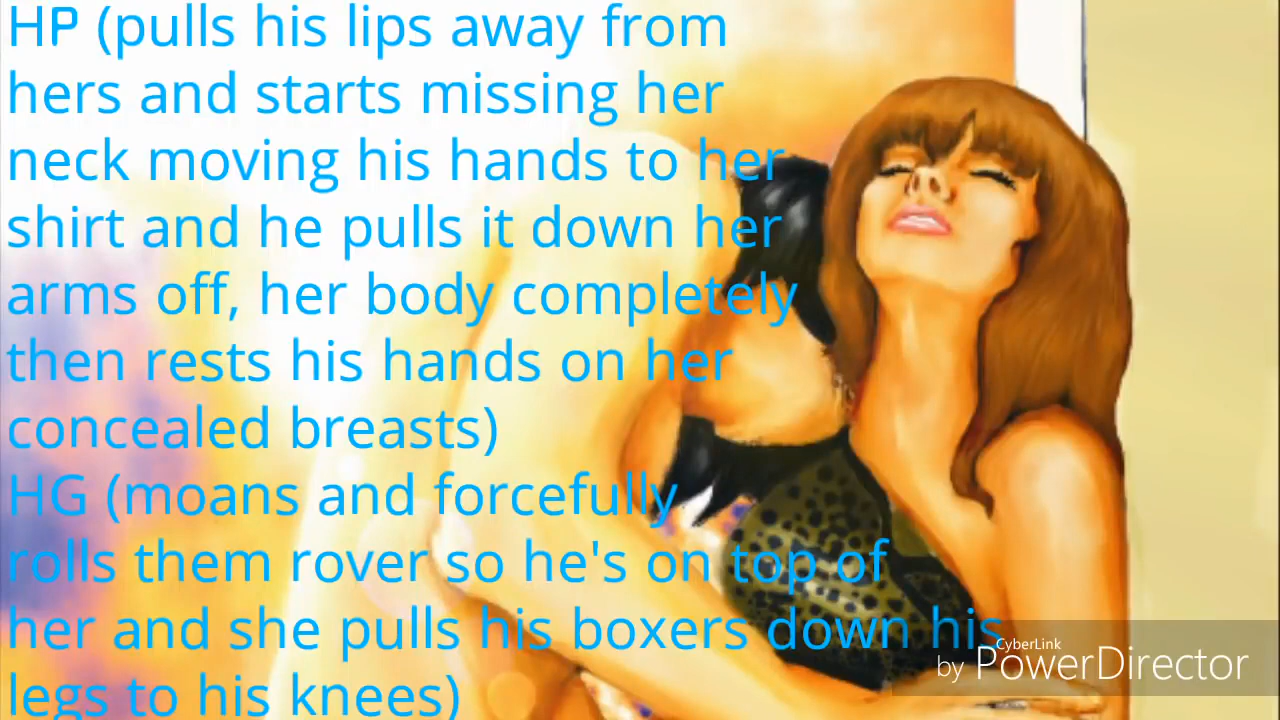 HP (pulls his lips away from
hers and starts missing her
neck moving his hands to her
shirt and he pulls it down her
arms off, her body completely
then rests his hands on her
concealed breasts)
HG (moans and forcefully
rolls them rover so he's on top of
her and she pulls his boxers down his
legs to his knees)
CyberLink
by PowerDirector